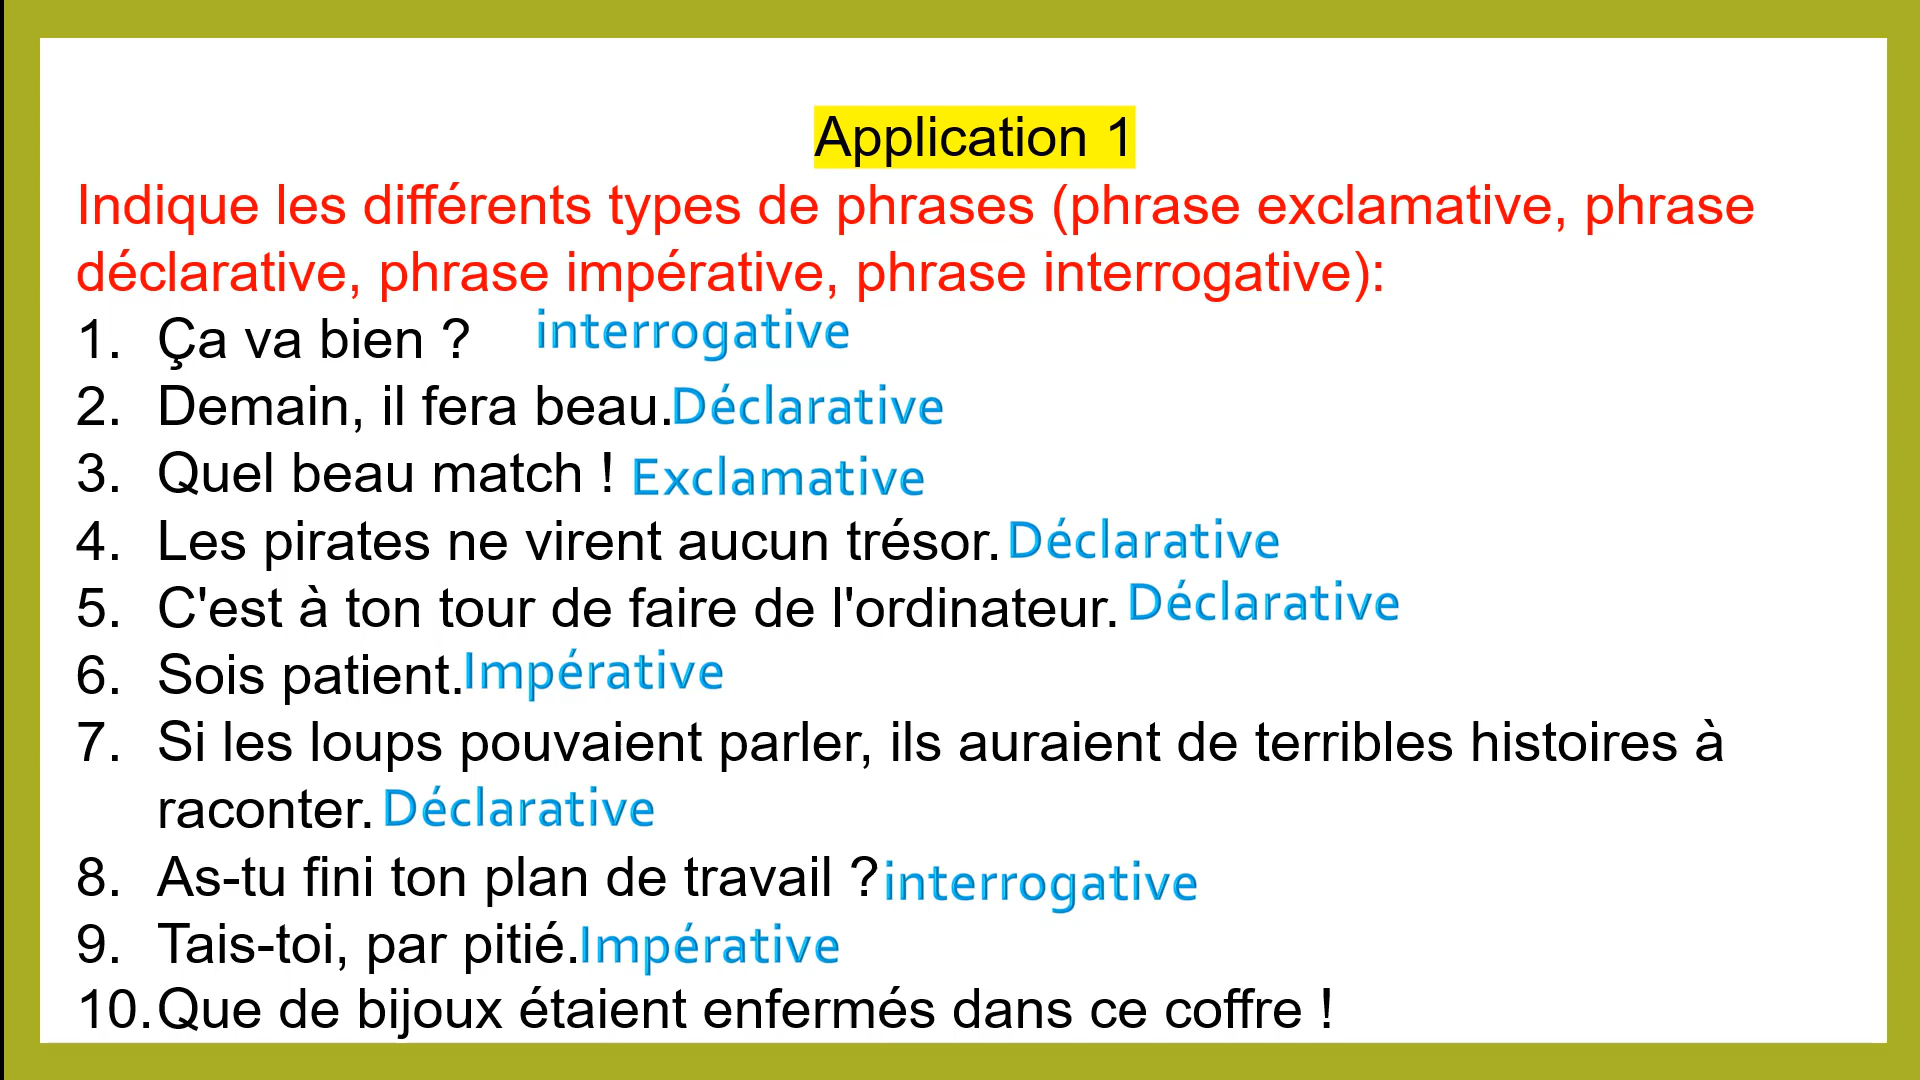 Application 1
Indique les différents types de phrases (phrase exclamative, phrase
déclarative, phrase impérative, phrase interrogative):
1. Ça va bien ? interrogative
2. Demain, il fera beau. Déclarative
3. Quel beau match ! Exclamative
4. Les pirates ne virent aucun trésor. Déclarative
5. C'est à ton tour de faire de l'ordinateur. Déclarative
6. Sois patient. Impérative
7. Si les loups pouvaient parler, ils auraient de terribles histoires à
raconter. Déclarative
8. As-tu fini ton plan de travail ? interrogative
9. Tais-toi, par pitié. Impérative
10. Que de bijoux étaient enfermés dans ce coffre !